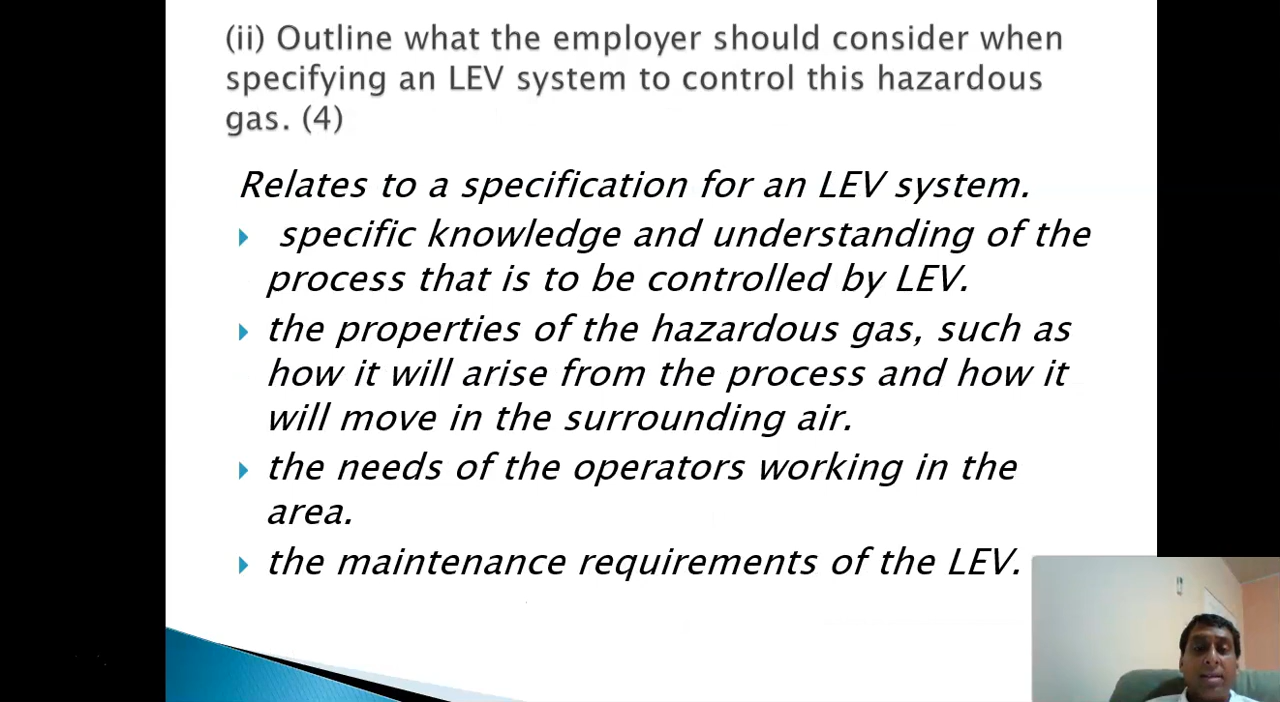 (ii) Outline what the employer should consider when
specifying an LEV system to control this hazardous
gas. (4)
Relates to a specification for an LEV system.
specific knowledge and understanding of the
process that is to be controlled by LEV.
the properties of the hazardous gas, such as
how it will arise from the process and how it
will move in the surrounding air.
the needs of the operators working in the
area.
the maintenance requirements of the LEV.